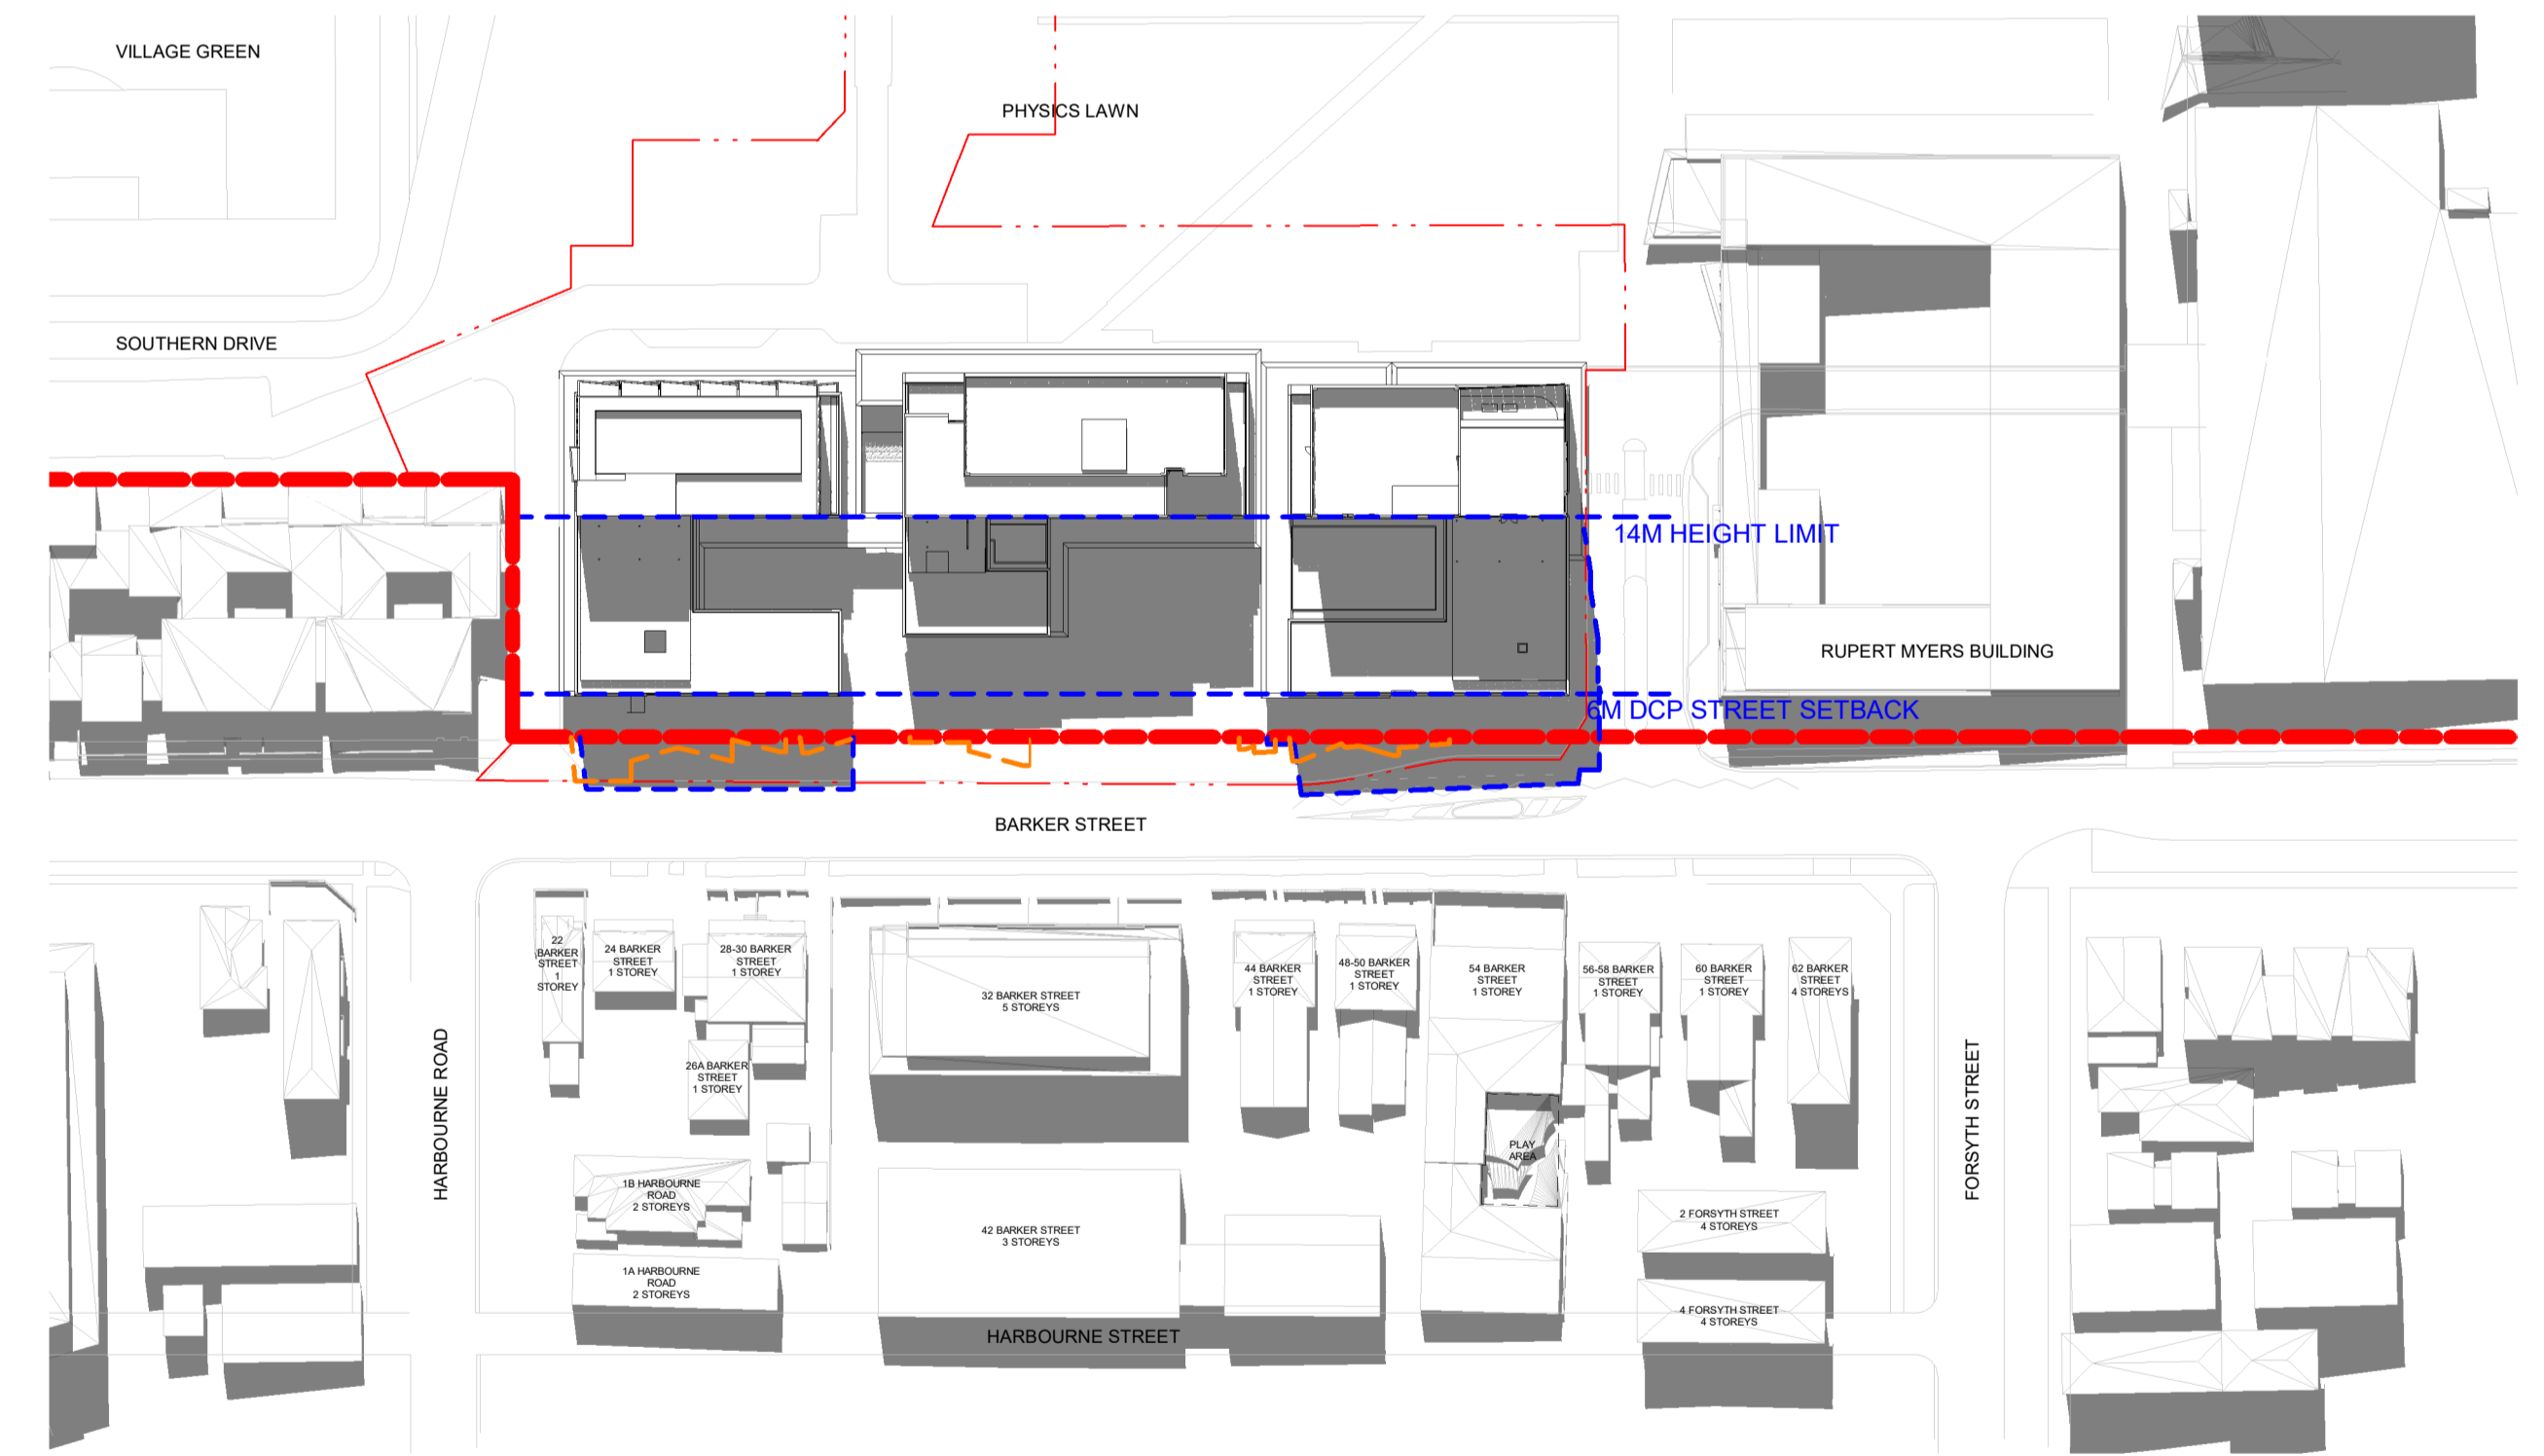 VILLAGE GREEN
PHYSICS LAWN
SOUTHERN DRIVE
14M HEIGHT LIMIT
RUPERT MYERS BUILDING
6M DCP STREET SETBACK
BARKER STREET
22
BARKER
STREET
1
STOREY
24 BARKER
STREET
1 STOREY
28-30 BARKER
STREET
1 STOREY
32 BARKER STREET
5 STOREYS
44 BARKER
STREET
1 STOREY
48-50 BARKER
STREET
1 STOREY
54 BARKER
STREET
1 STOREY
56-58 BARKER
STREET
1 STOREY
60 BARKER
STREET
1 STOREY
62 BARKER
STREET
4 STOREYS
HARBOURNE ROAD
26A BARKER
STREET
1 STOREY
FORSYTH STREET
PLAY
AREA
1B HARBOURNE
ROAD
2 STOREYS
42 BARKER STREET
3 STOREYS
2 FORSYTH STREET
4 STOREYS
1A HARBOURNE
ROAD
2 STOREYS
4 FORSYTH STREET
4 STOREYS
HARBOURNE STREET